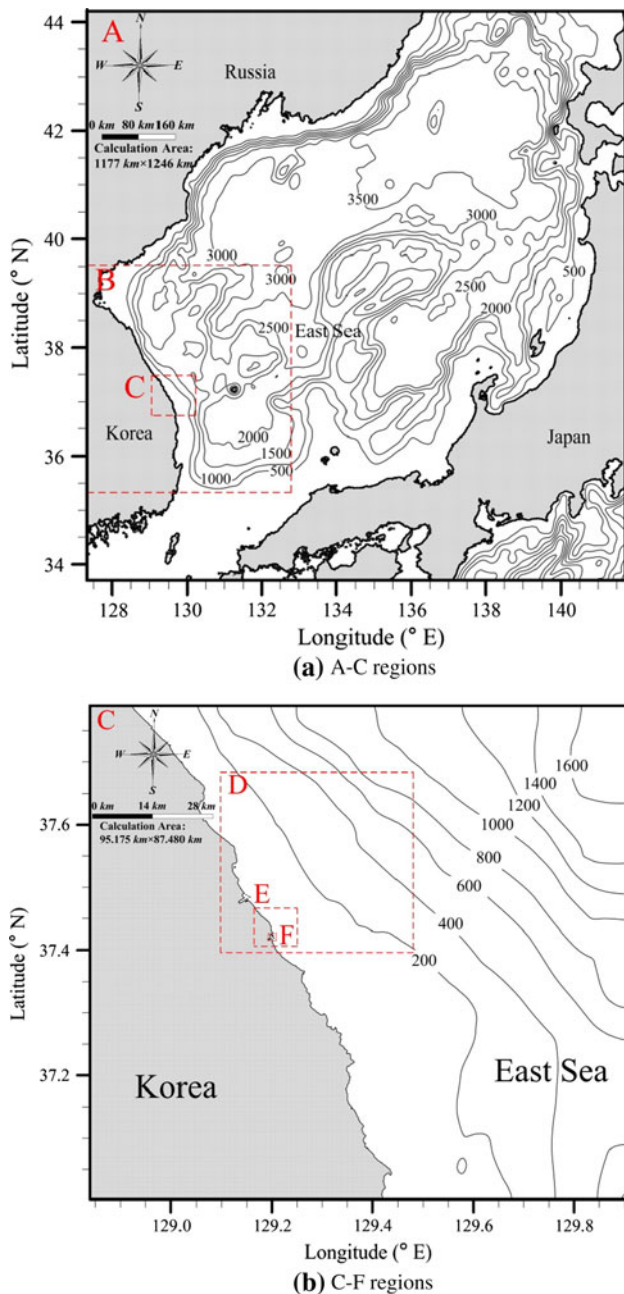 A
N
W E
S
Russia
0 km 80 km 160 km
Calculation Area:
1177 km×1246 km
3500
3000
3000
3000
B
500
2500
2500
East Sea
2000
C
Korea
2000
1500
500
1000
Japan
44
42
40
38
36
34
Latitude (° N)
128 130 132 134 136 138 140
Longitude (° E)
(a) A-C regions
C
N
W E
S
0 km 14 km 28 km
Calculation Area:
95.175 km×87.480 km
D
E
F
1600
1400
1200
1000
800
600
400
200
Korea
East Sea
37.6
37.4
37.2
Latitude (° N)
129.0 129.2 129.4 129.6 129.8
Longitude (° E)
(b) C-F regions